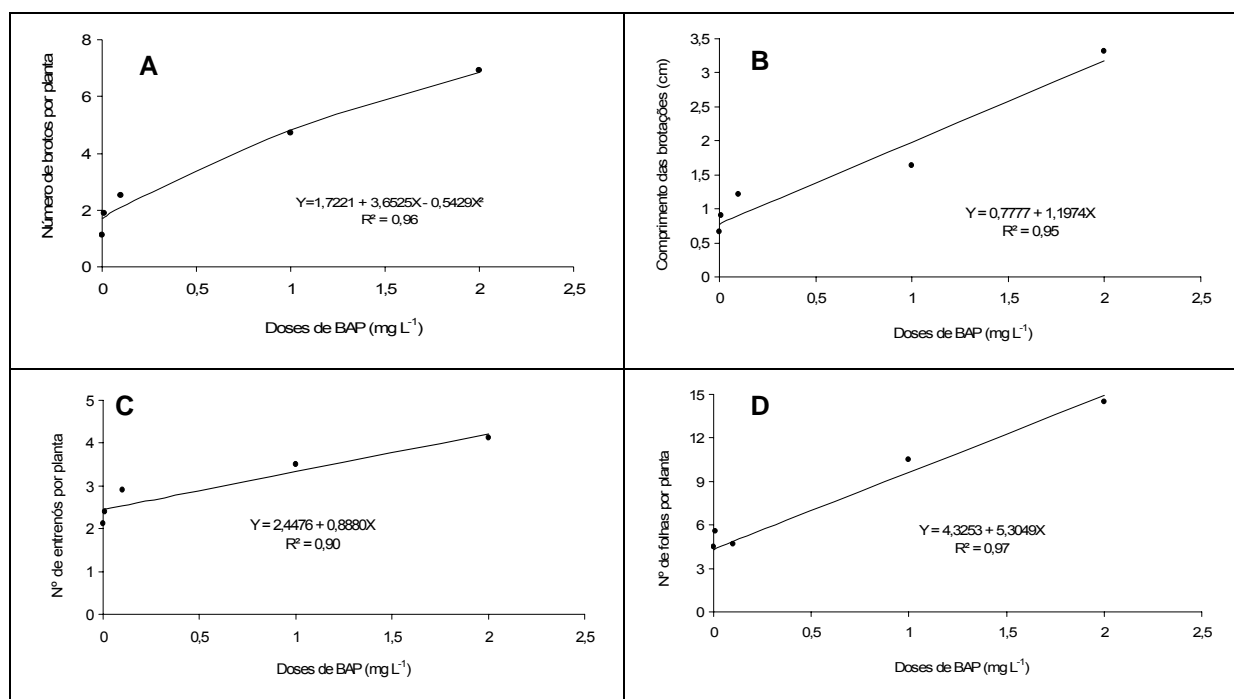 A
Número de brotos por planta
8
6
4
2
0
Y=1,7221 + 3,6525X - 0,5429X²
R² = 0,96
0 0,5 1 1,5 2 2,5
Doses de BAP (mg L⁻¹)
B
Comprimento das brotações (cm)
3,5
3
2,5
2
1,5
1
0,5
0
Y = 0,7777 + 1,1974X
R² = 0,95
0 0,5 1 1,5 2 2,5
Doses de BAP (mg L⁻¹)
C
Nº de entrenós por planta
5
4
3
2
1
0
Y = 2,4476 + 0,8880X
R² = 0,90
0 0,5 1 1,5 2 2,5
Doses de BAP (mg L⁻¹)
D
Nº de folhas por planta
15
12
9
6
3
0
Y = 4,3253 + 5,3049X
R² = 0,97
0 0,5 1 1,5 2 2,5
Doses de BAP (mg L⁻¹)